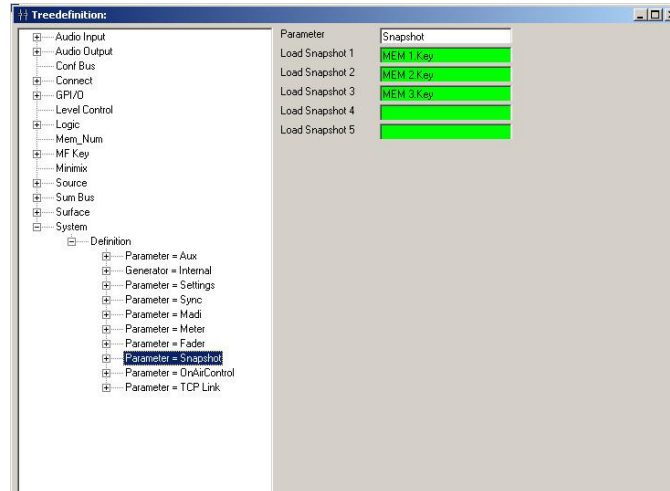 Treedefinition:
Audio Input
Audio Output
Conf Bus
Connect
GPI/O
Level Control
Logic
Mem_Num
MF Key
Minimix
Source
Sum Bus
Surface
System
Definition
Parameter = Aux
Generator = Internal
Parameter = Settings
Parameter = Sync
Parameter = Madi
Parameter = Meter
Parameter = Fader
Parameter = Snapshot
Parameter = OnAirControl
Parameter = TCP Link
Parameter Snapshot
Load Snapshot 1 MEM 1.Key
Load Snapshot 2 MEM 2.Key
Load Snapshot 3 MEM 3.Key
Load Snapshot 4
Load Snapshot 5